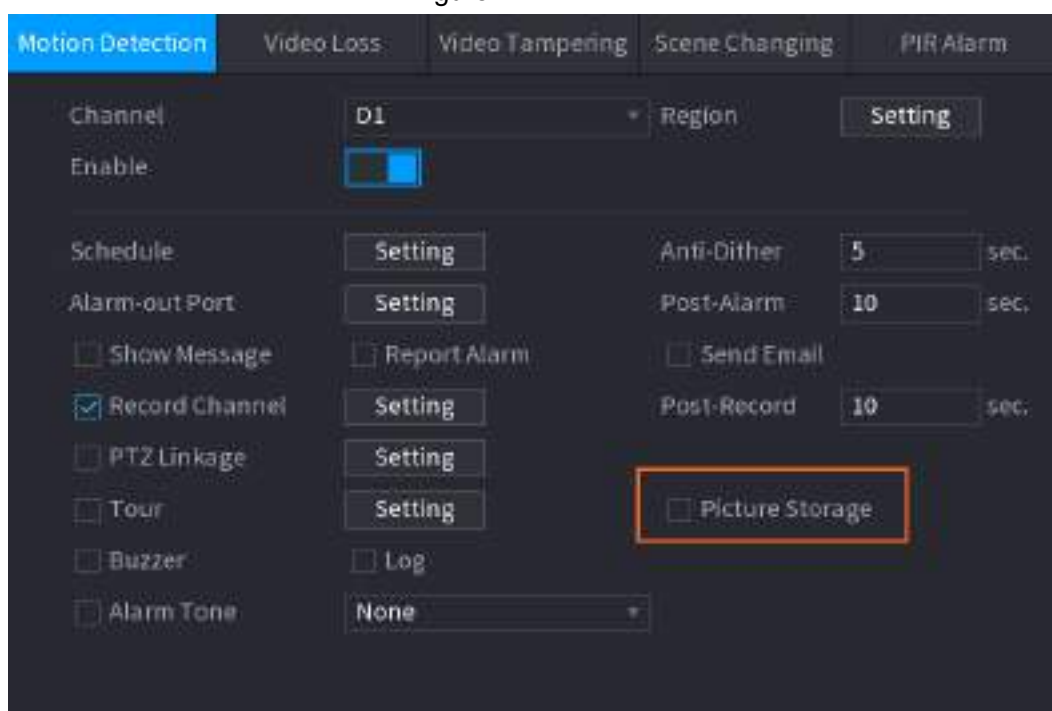 Motion Detection Video Loss Video Tampering Scene Changing PIR Alarm
Channel D1 Region Setting
Enable
Schedule Setting Anti-Dither 5 sec.
Alarm-out Port Setting Post-Alarm 10 sec.
Show Message Report Alarm Send Email
Record Channel Setting Post-Record 10 sec.
PTZ Linkage Setting
Tour Setting Picture Storage
Buzzer Log
Alarm Tone None